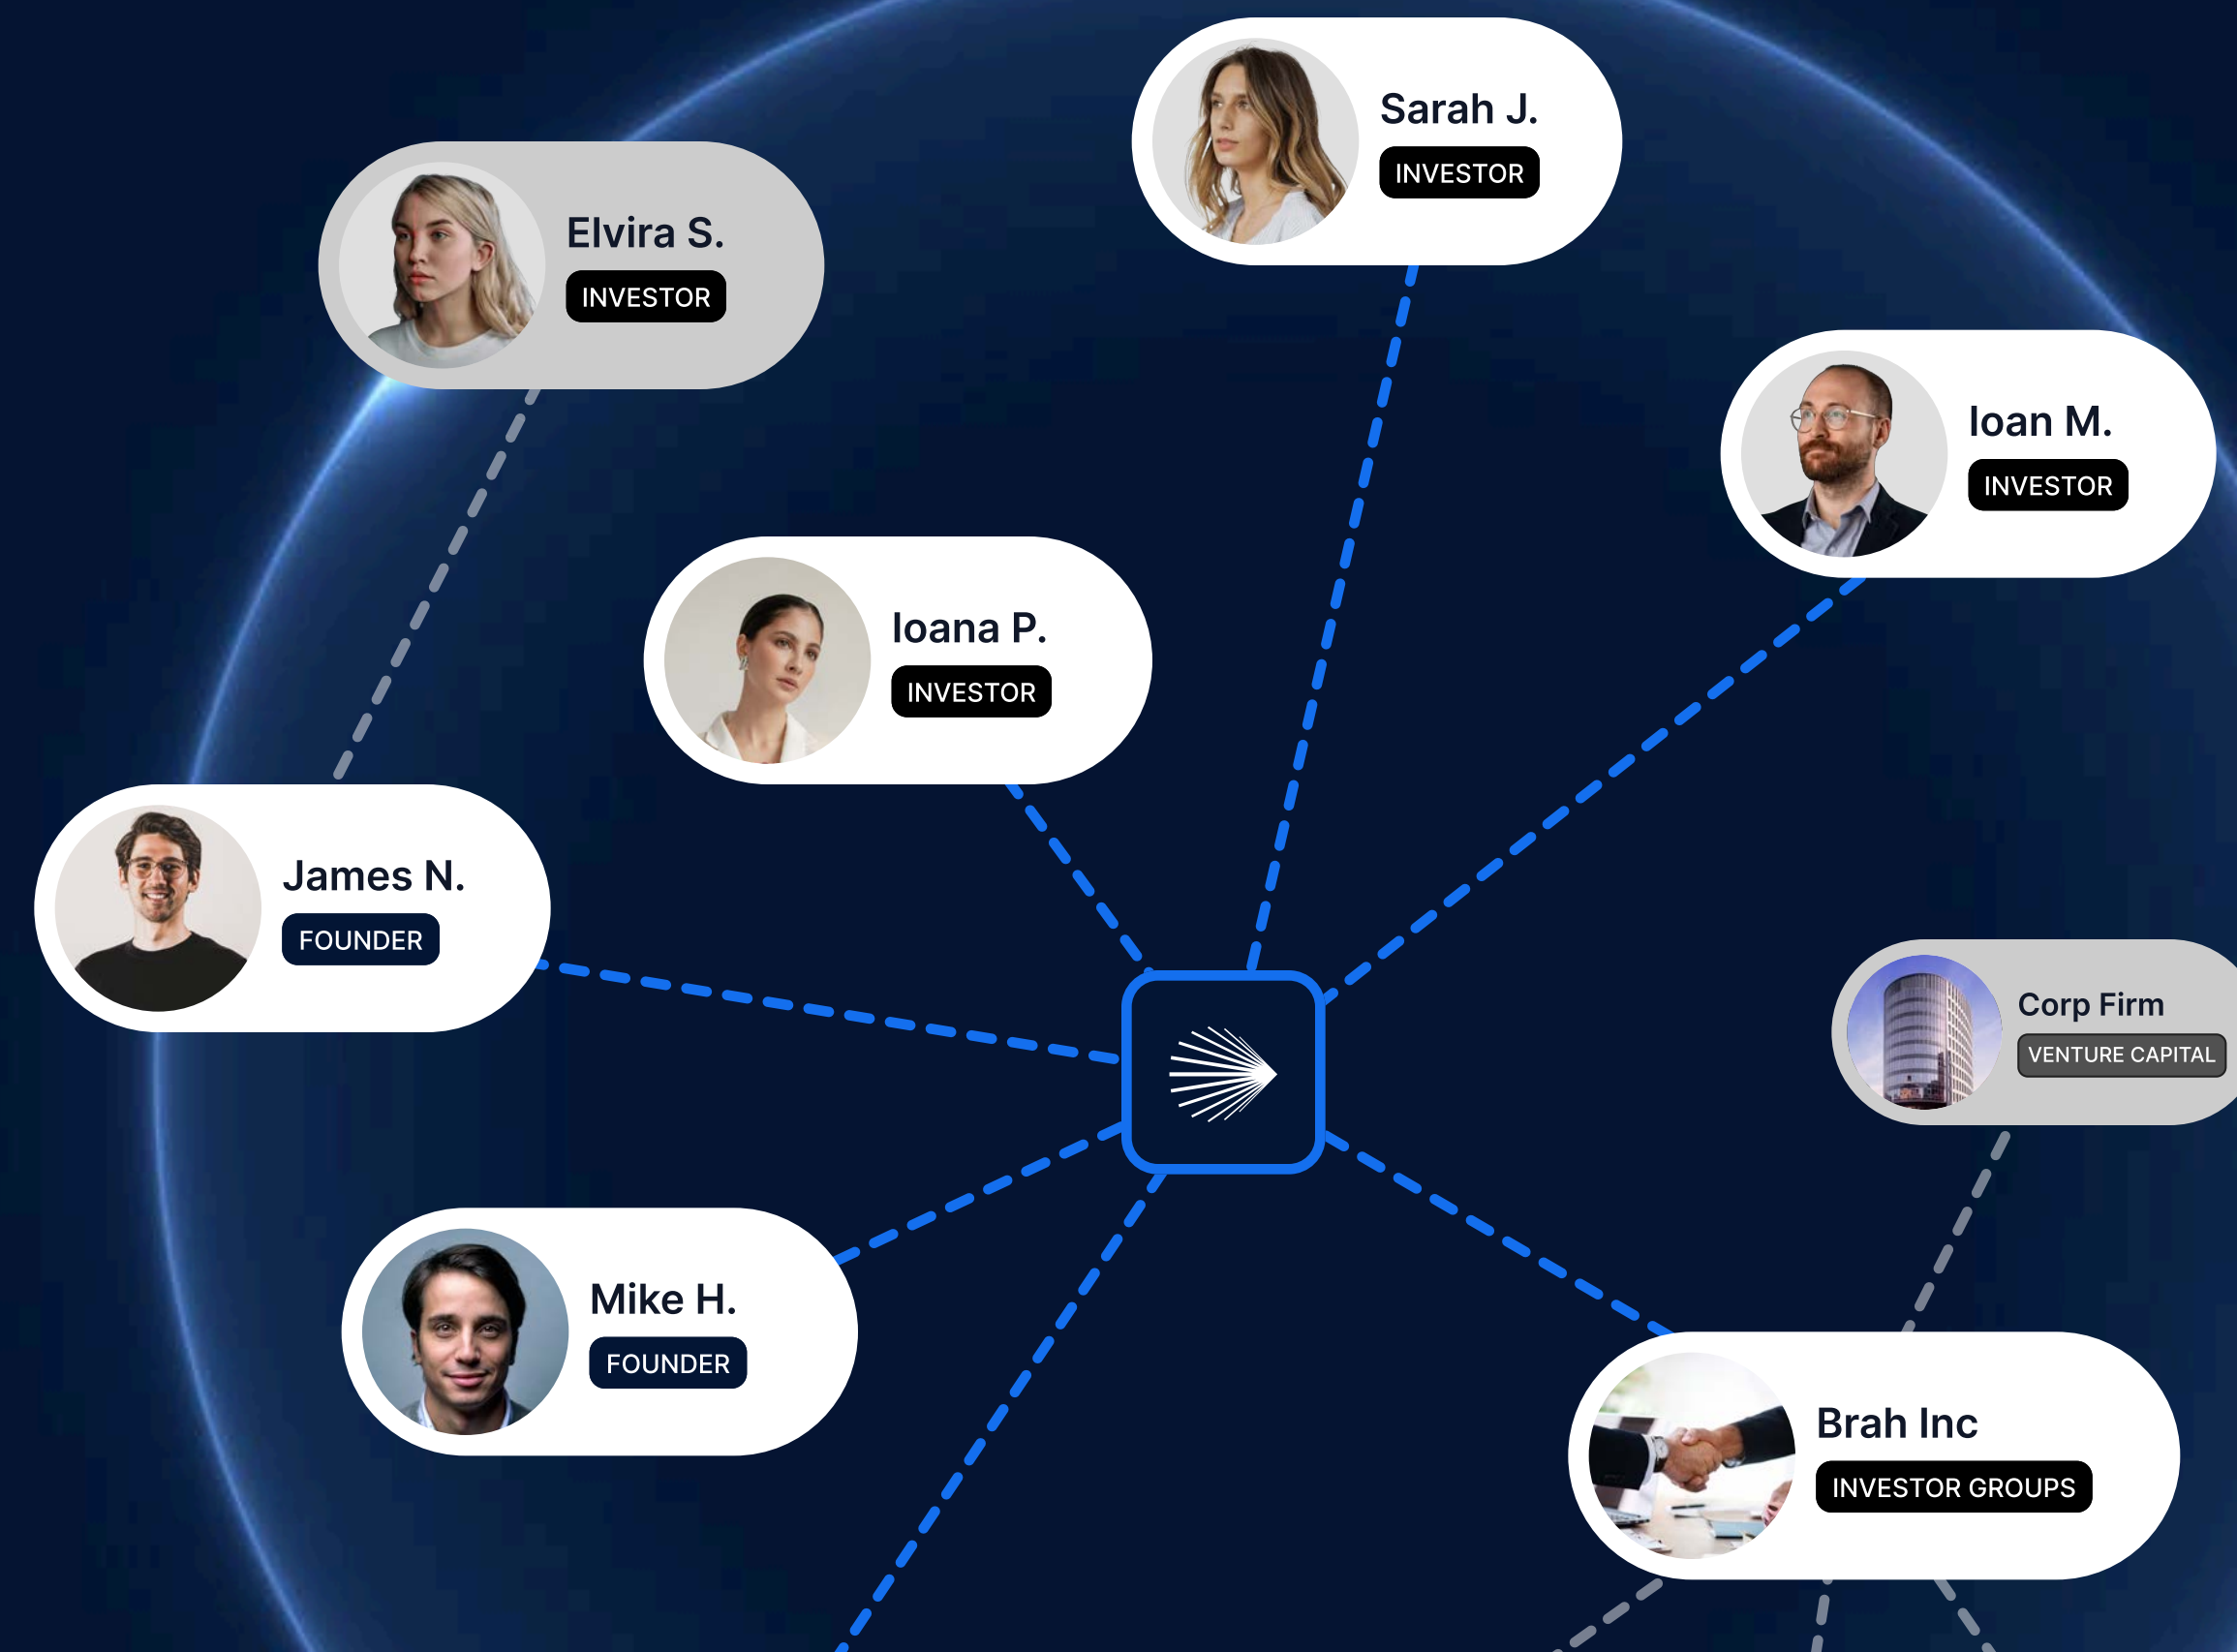 Sarah J.
INVESTOR
Elvira S.
INVESTOR
Ioan M.
INVESTOR
Ioana P.
INVESTOR
James N.
FOUNDER
Corp Firm
VENTURE CAPITAL
Mike H.
FOUNDER
Brah Inc
INVESTOR GROUPS